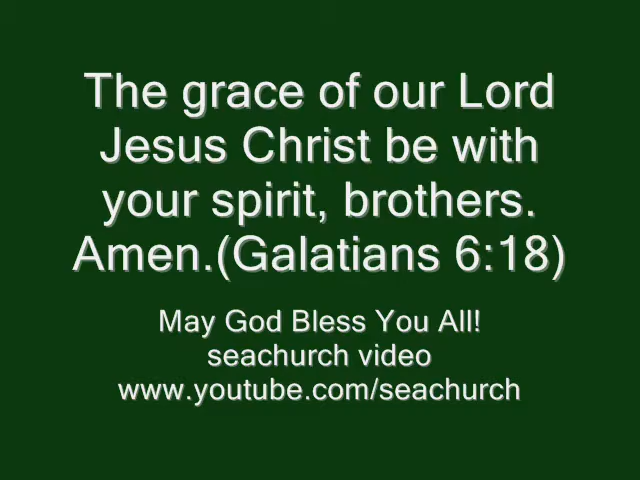 The grace of our Lord
Jesus Christ be with
your spirit, brothers.
Amen.(Galatians 6:18)
May God Bless You All!
seachurch video
www.youtube.com/seachurch